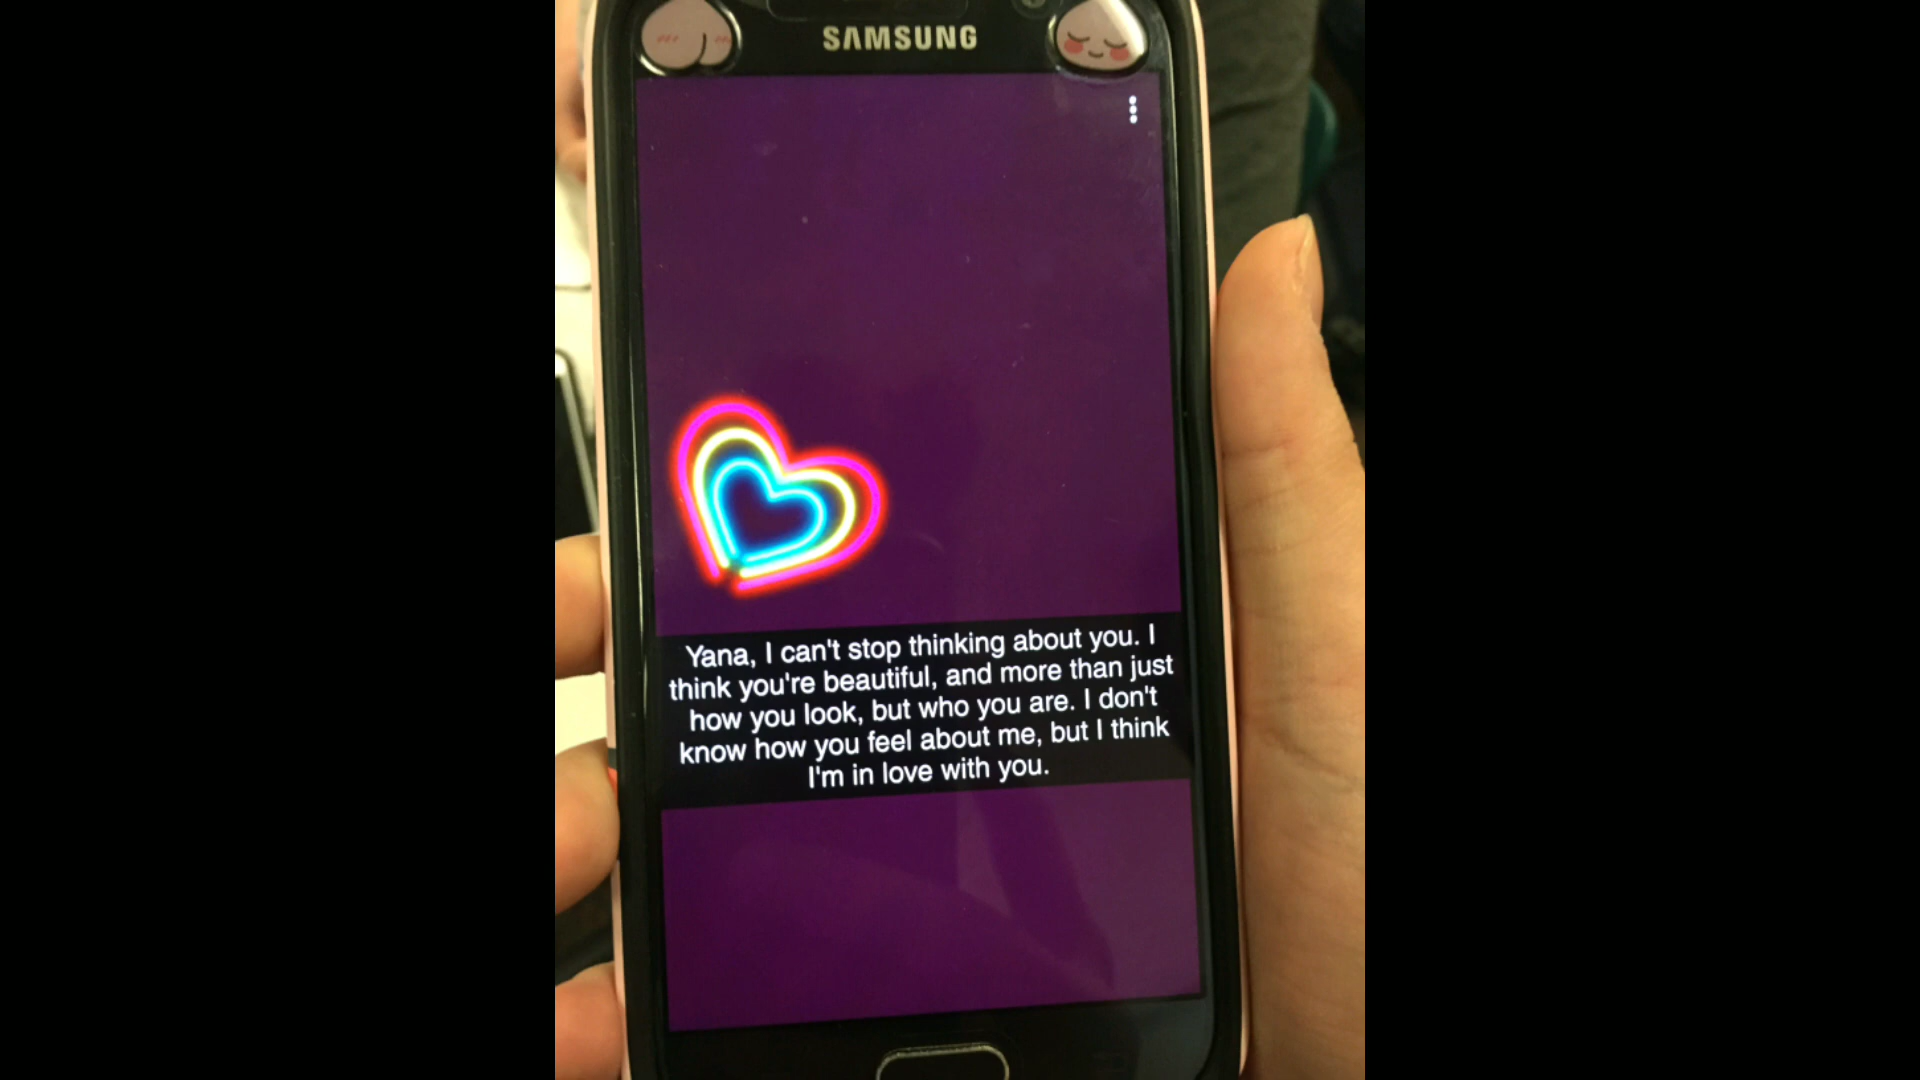 SAMSUNG
Yana, I can't stop thinking about you. I
think you're beautiful, and more than just
how you look, but who you are. I don't
know how you feel about me, but I think
I'm in love with you.